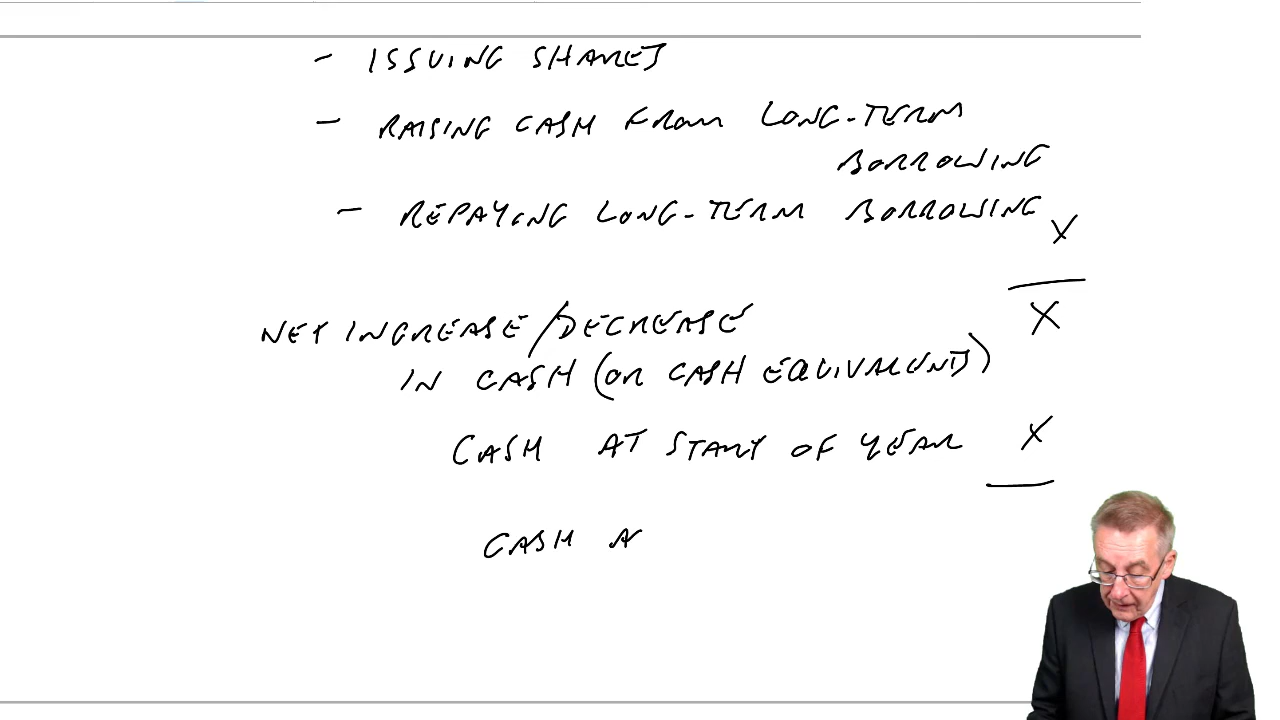 - ISSUING SHARES
- RAISING CASH FROM LONG-TERM
BORROWING
- REPAYING LONG-TERM BORROWING X
NET INCREASE/DECREASE X
IN CASH (OR CASH EQUIVALENTS)
CASH AT START OF YEAR X
CASH A